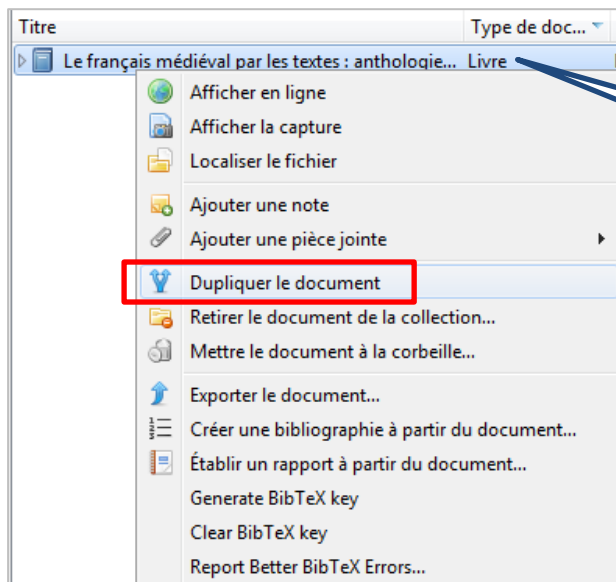 Titre Type de doc...
Le français médiéval par les textes : anthologie... Livre
Afficher en ligne
Afficher la capture
Localiser le fichier
Ajouter une note
Ajouter une pièce jointe
Dupliquer le document
Retirer le document de la collection...
Mettre le document à la corbeille...
Exporter le document...
Créer une bibliographie à partir du document...
Établir un rapport à partir du document...
Generate BibTeX key
Clear BibTeX key
Report Better BibTeX Errors...